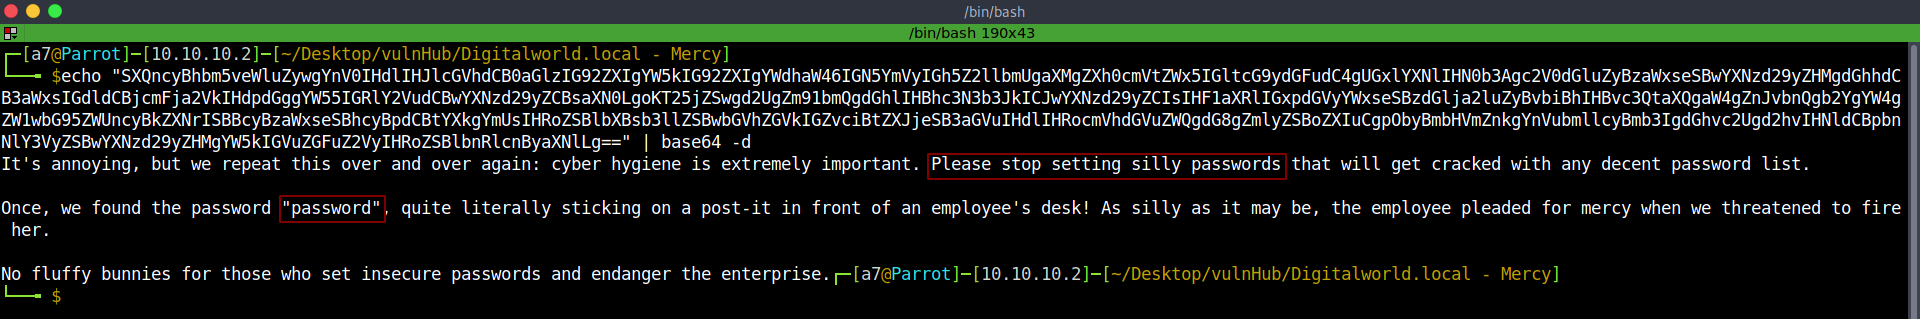 /bin/bash
/bin/bash 190x43
┌─[a7@Parrot]─[10.10.10.2]─[~/Desktop/vulnHub/Digitalworld.local - Mercy]
└──╼ $echo "SXQncyBhbm5veWluZywgYnV0IHdlIHJlcGVhdCB0aGlzIG92ZXIgYW5kIG92ZXIgYWdhaW46IGN5YmVyIGh5Z2llbmUgaXMgZXh0cmVtZWx5IGltcG9ydGFudC4gUGxlYXNlIHN0b3Agc2V0dGluZyBzaWxseSBwYXNzd29yZHMgdGhhdC
B3aWxsIGdldCBjcmFja2VkIHdpdGggYW55IGRlY2VudCBwYXNzd29yZCBsaXN0LgoKT25jZSwgd2UgZm91bmQgdGhlIHBhc3N3b3JkICJwYXNzd29yZCIsIHF1aXRlIGxpdGVyYWxseSBzdGlja2luZyBvbiBhIHBvc3QtaXQgaW4gZnJvbnQgb2YgYW4g
ZW1wbG95ZWUncyBkZXNrISBBcyBzaWxseSBhcyBpdCBtYXkgYmUsIHRoZSBlbXBsb3llZSBwbGVhZGVkIGZvciBtZXJjeSB3aGVuIHdlIHRocmVhdGVuZWQgdG8gZmlyZSBoZXIuCgpObyBmbHVmZnkgYnVubmllcyBmb3IgdGhvc2Ugd2hvIHNldCBpbn
NlY3VyZSBwYXNzd29yZHMgYW5kIGVuZGFuZ2VyIHRoZSBlbnRlcnByaXNlLg==" | base64 -d
It's annoying, but we repeat this over and over again: cyber hygiene is extremely important. Please stop setting silly passwords that will get cracked with any decent password list.
Once, we found the password "password", quite literally sticking on a post-it in front of an employee's desk! As silly as it may be, the employee pleaded for mercy when we threatened to fire
her.
No fluffy bunnies for those who set insecure passwords and endanger the enterprise.┌─[a7@Parrot]─[10.10.10.2]─[~/Desktop/vulnHub/Digitalworld.local - Mercy]
└──╼ $